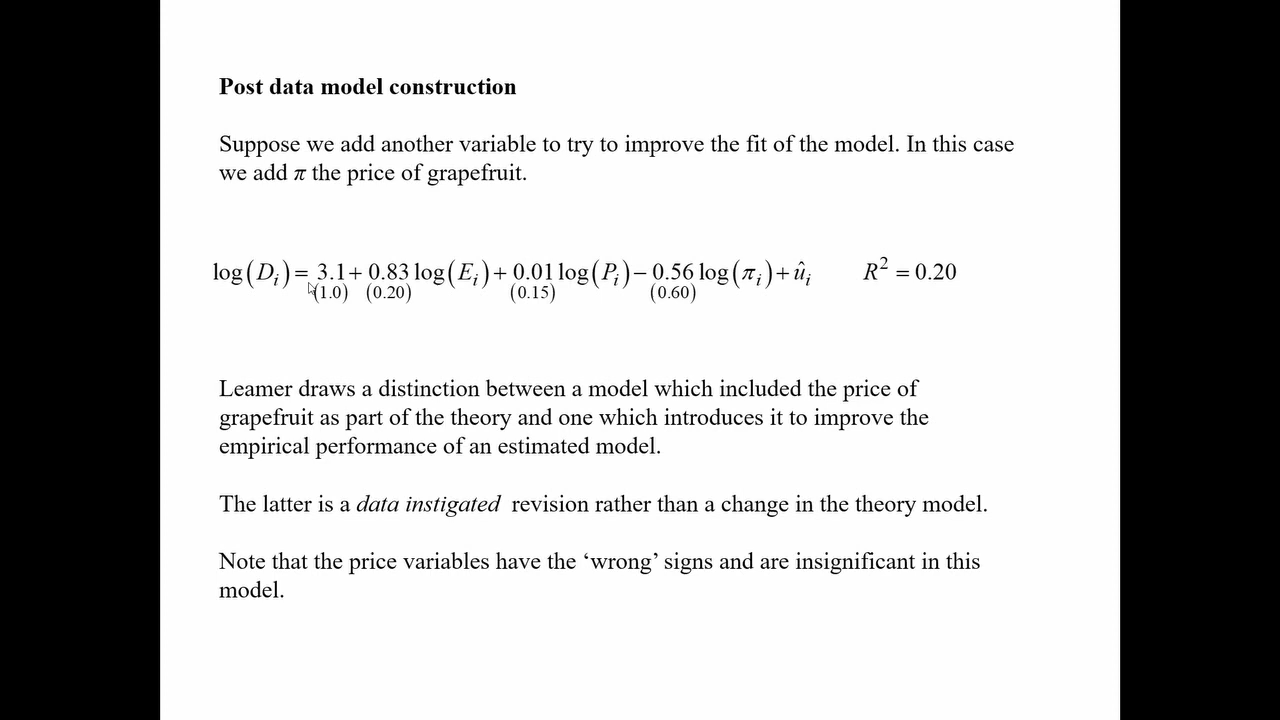 Post data model construction
Suppose we add another variable to try to improve the fit of the model. In this case
we add π the price of grapefruit.
log(Dᵢ) = 3.1 + 0.83 log(Eᵢ) + 0.01 log(Pᵢ) − 0.56 log(πᵢ) + ûᵢ R² = 0.20
(1.0) (0.20) (0.15) (0.60)
Leamer draws a distinction between a model which included the price of
grapefruit as part of the theory and one which introduces it to improve the
empirical performance of an estimated model.
The latter is a data instigated revision rather than a change in the theory model.
Note that the price variables have the ‘wrong’ signs and are insignificant in this
model.